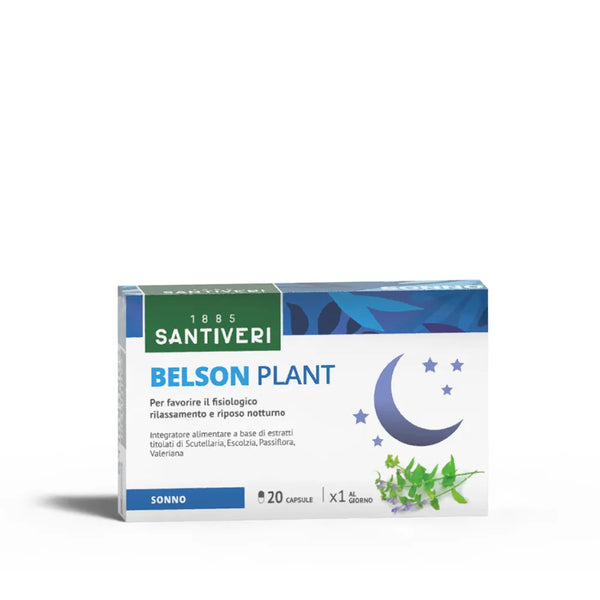 SONNO
1885
SANTIVERI
BELSON PLANT
Per favorire il fisiologico
rilassamento e riposo notturno
Integratore alimentare a base di estratti
titolati di Scutellaria, Escolzia, Passiflora,
Valeriana
SONNO
20 CAPSULE x1 AL
GIORNO